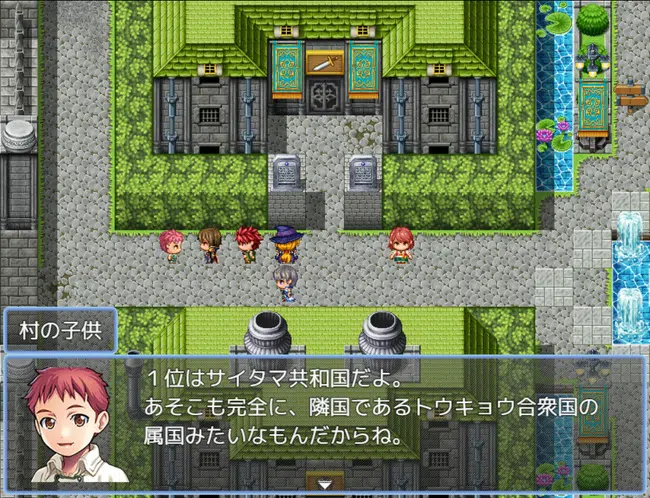 村の子供
１位はサイタマ共和国だよ。
あそこも完全に、隣国であるトウキョウ合衆国の
属国みたいなもんだからね。